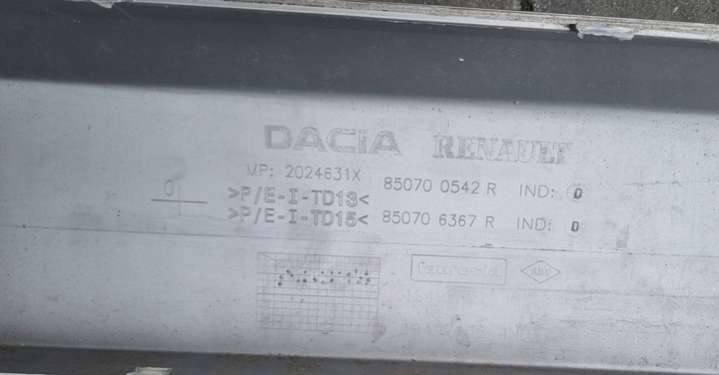 DACIA RENAULT
MP: 2024631X
>P/E-I-TD13< 85070 0542 R IND: D
>P/E-I-TD15< 85070 6367 R IND: D